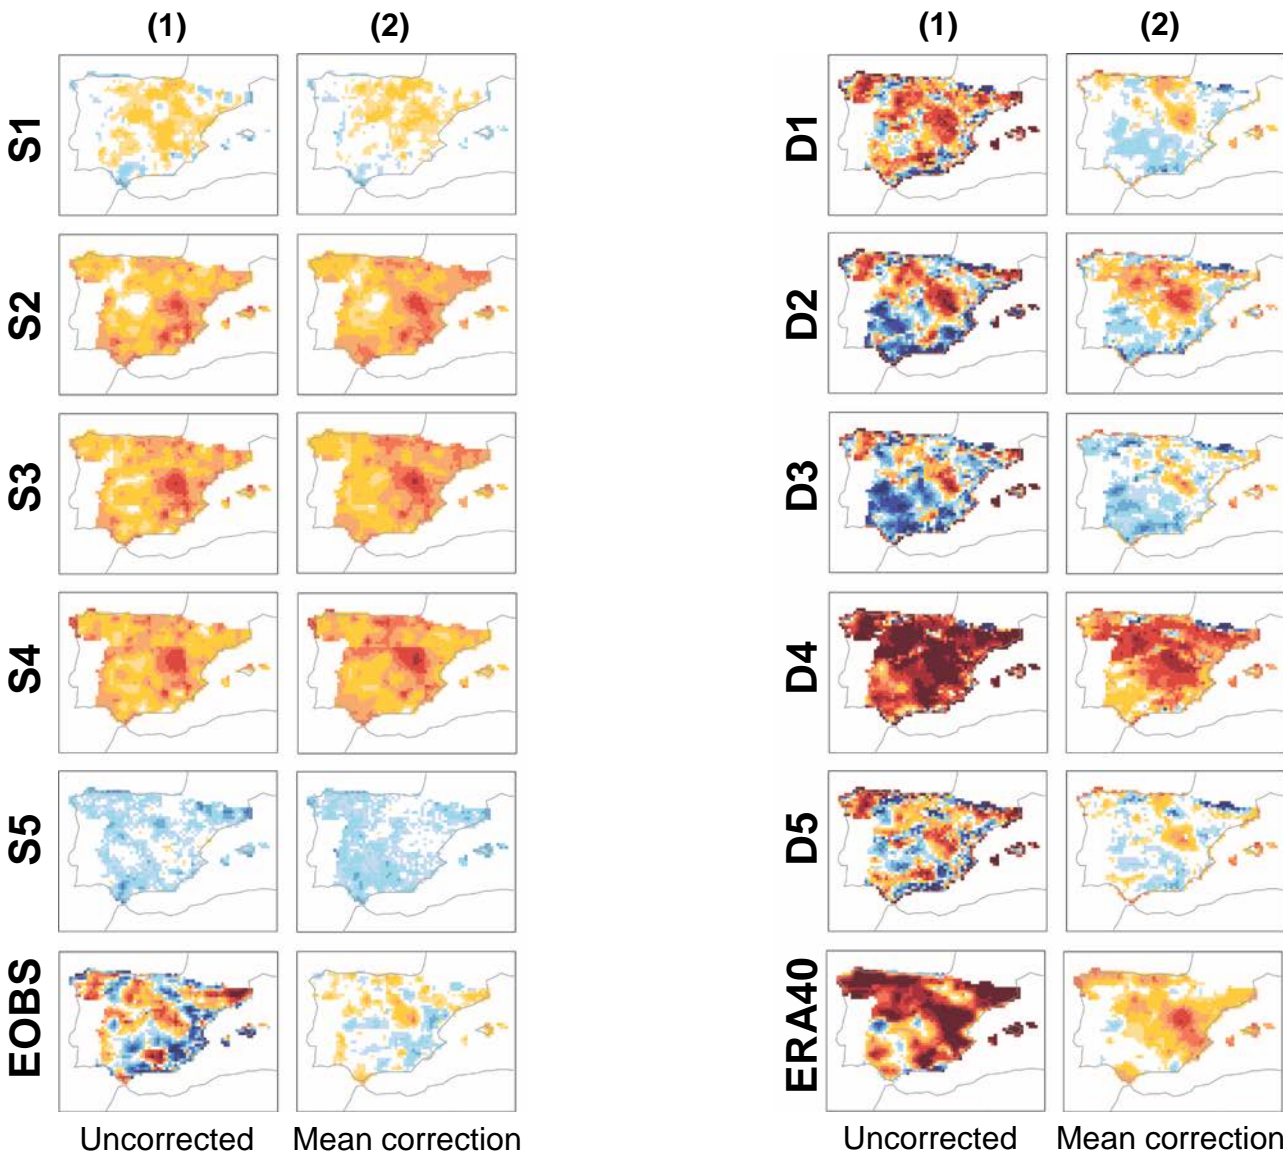 (1) (2) (1) (2)
S1 D1
S2 D2
S3 D3
S4 D4
S5 D5
EOBS ERA40
Uncorrected Mean correction Uncorrected Mean correction